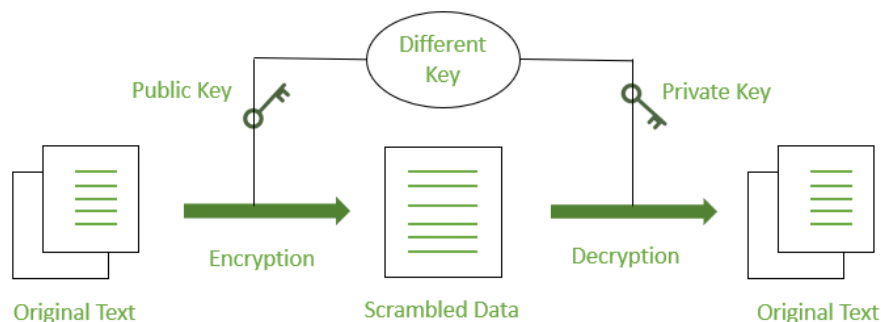 Different
Key
Public Key
Private Key
Encryption
Decryption
Original Text
Scrambled Data
Original Text